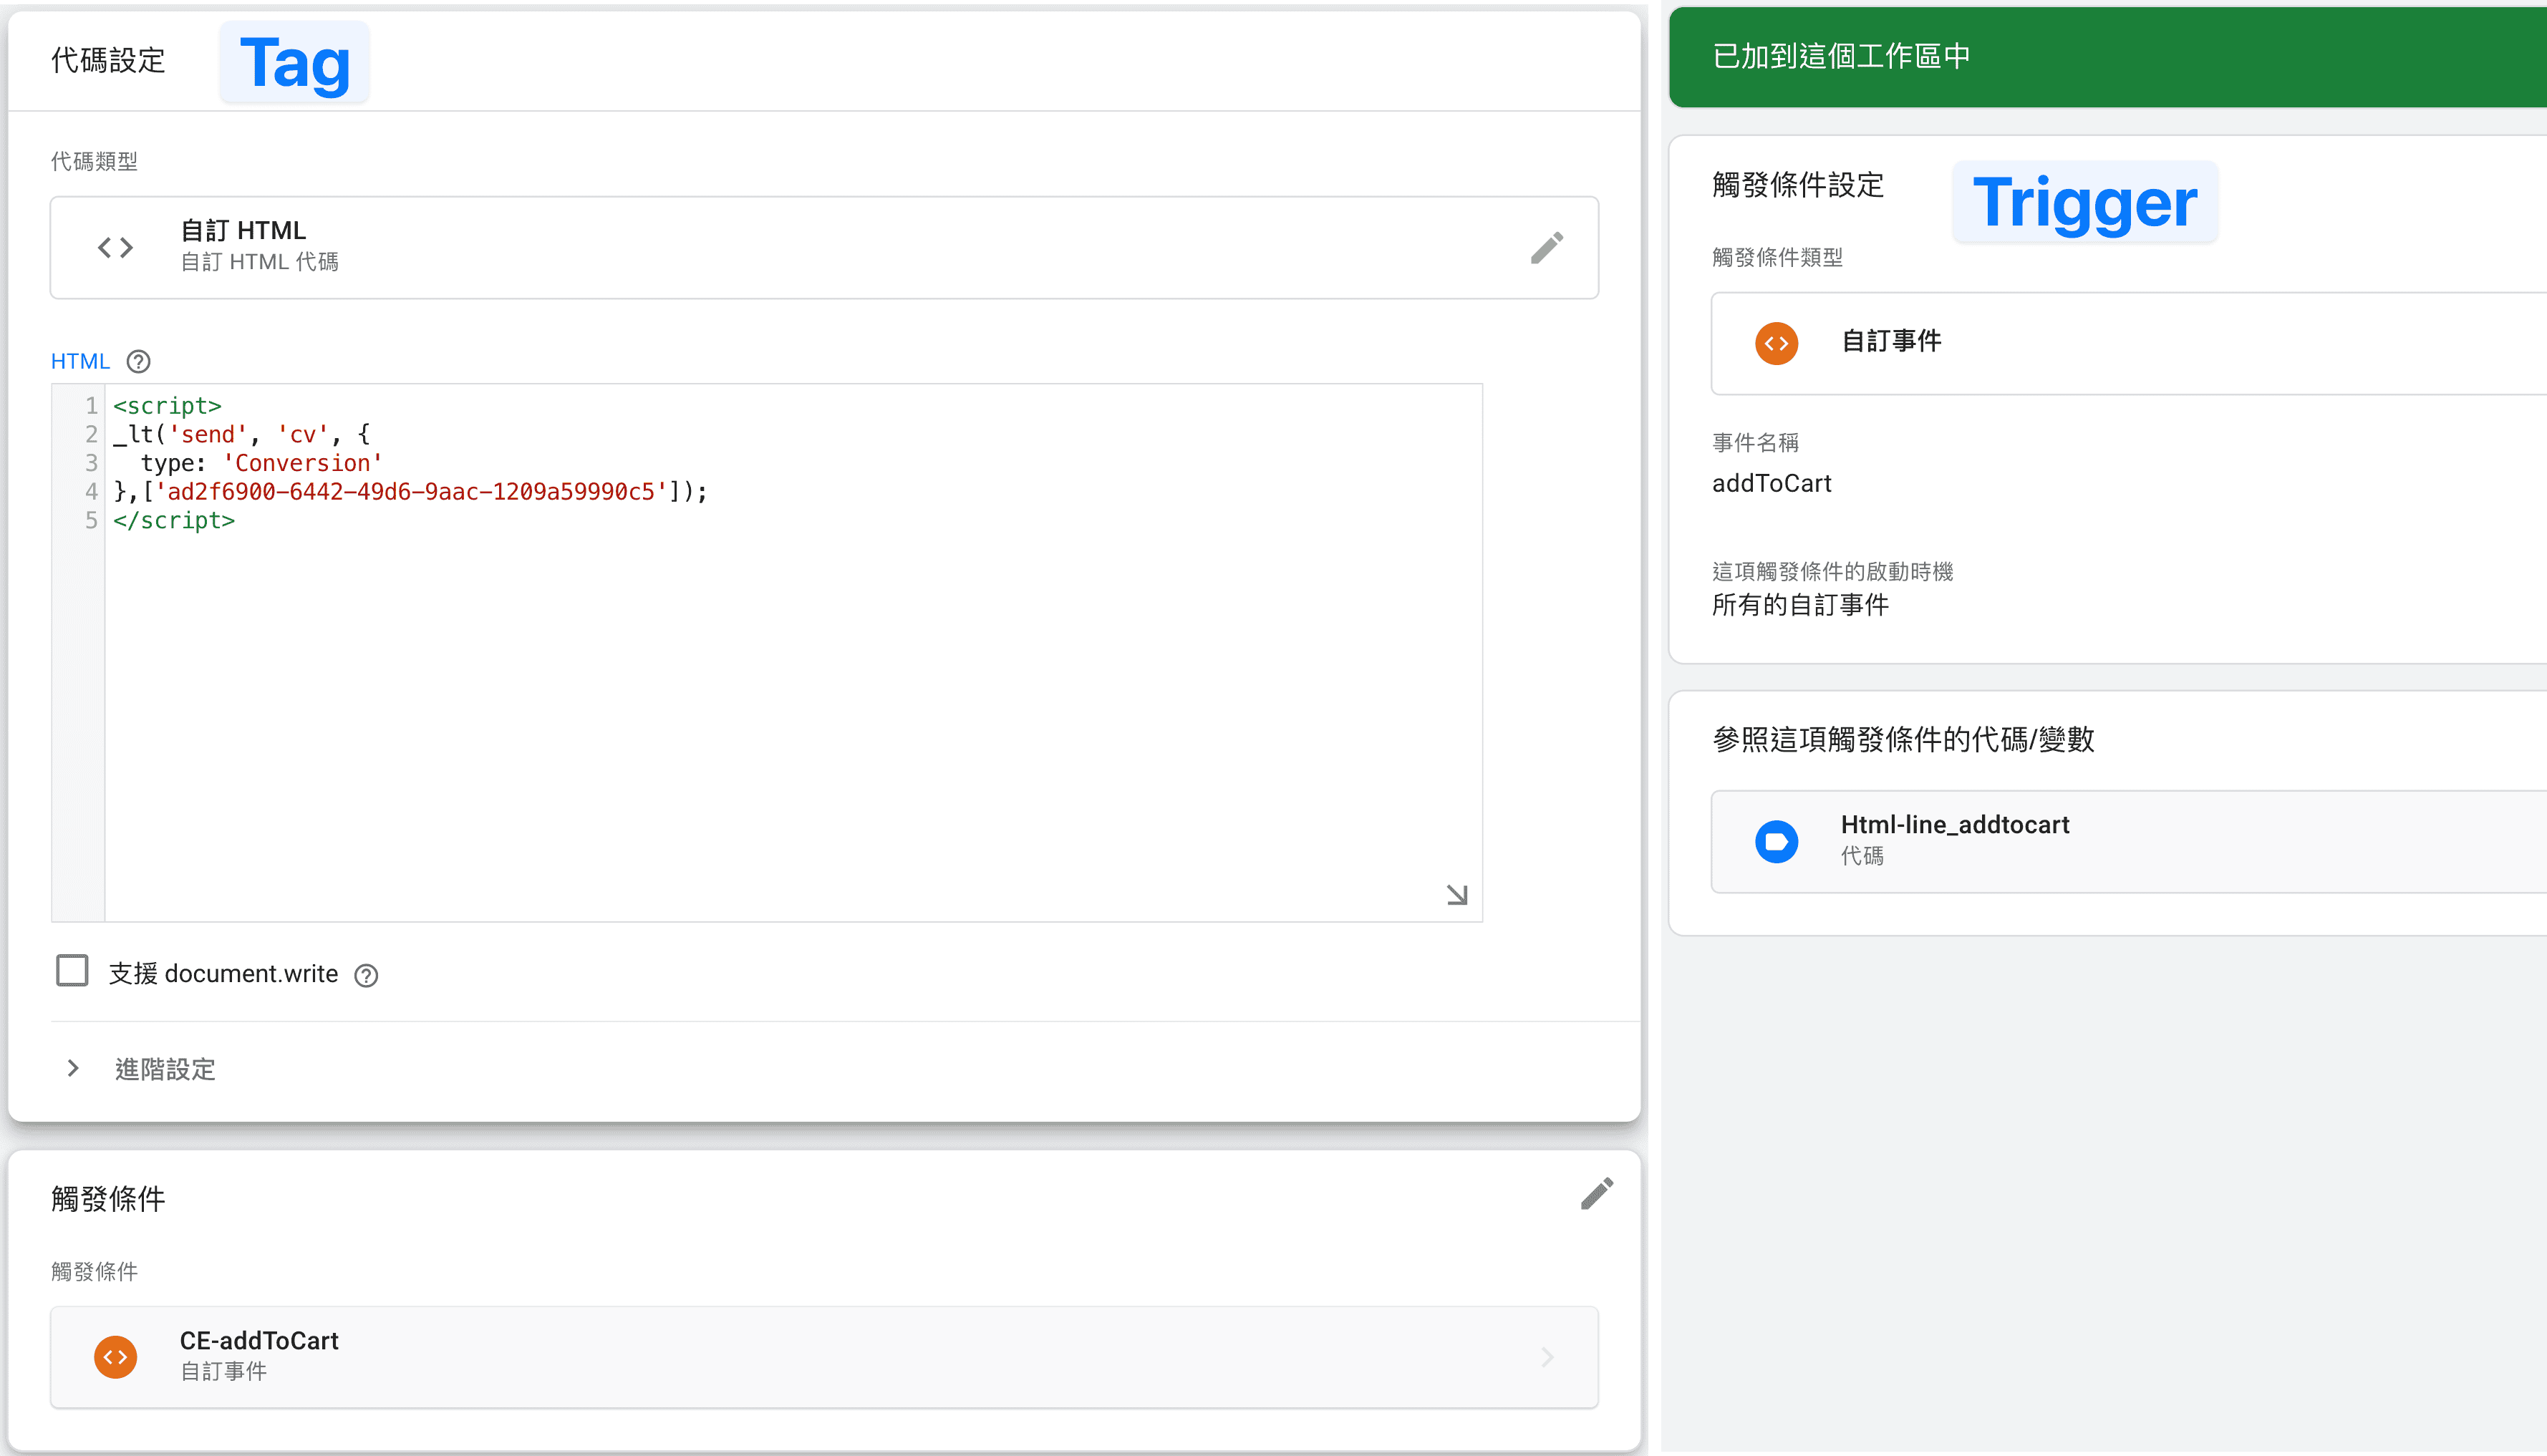 代碼設定
Tag
代碼類型
自訂 HTML
自訂 HTML 代碼
HTML
1 <script>
2 _lt('send', 'cv', {
3 type: 'Conversion'
4 },['ad2f6900-6442-49d6-9aac-1209a59990c5']);
5 </script>
支援 document.write
進階設定
觸發條件
觸發條件
CE-addToCart
自訂事件
已加到這個工作區中
觸發條件設定
Trigger
觸發條件類型
自訂事件
事件名稱
addToCart
這項觸發條件的啟動時機
所有的自訂事件
參照這項觸發條件的代碼/變數
Html-line_addtocart
代碼